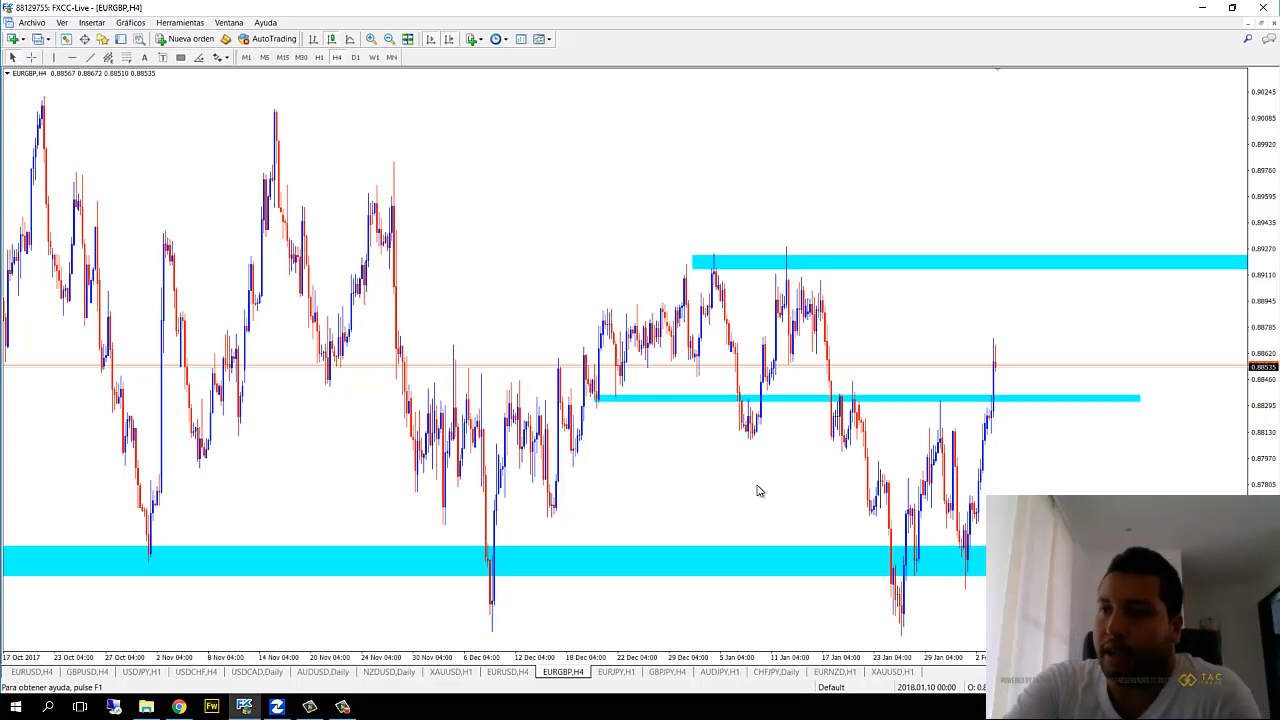 88129755: FXCC-Live - [EURGBP,H4]
Archivo Ver Insertar Gráficos Herramientas Ventana Ayuda
Nueva orden AutoTrading
A T M1 M5 M15 M30 H1 H4 D1 W1 MN
EURGBP,H4 0.88567 0.88672 0.88510 0.88535
0.90245
0.90085
0.89920
0.89760
0.89595
0.89435
0.89270
0.89110
0.88945
0.88785
0.88620
0.88535
0.88460
0.88295
0.88130
0.87970
0.87805
17 Oct 2017 23 Oct 04:00 27 Oct 04:00 2 Nov 04:00 8 Nov 04:00 14 Nov 04:00 20 Nov 04:00 24 Nov 04:00 30 Nov 04:00 6 Dec 04:00 12 Dec 04:00 18 Dec 04:00 22 Dec 04:00 29 Dec 04:00 5 Jan 04:00 11 Jan 04:00 17 Jan 04:00 23 Jan 04:00 29 Jan 04:00
EURUSD,H4 GBPUSD,H4 USDJPY,H1 USDCHF,H4 USDCAD,Daily AUDUSD,Daily NZDUSD,Daily XAUUSD,H1 EURUSD,H4 EURGBP,H4 EURJPY,H1 GBPJPY,H4 AUDJPY,H1 CHFJPY,Daily EURNZD,H1 XAUUSD,H1
TAC
Para obtener ayuda, pulse F1 Default 2018.01.10 00:00 O: 0.8
Fw